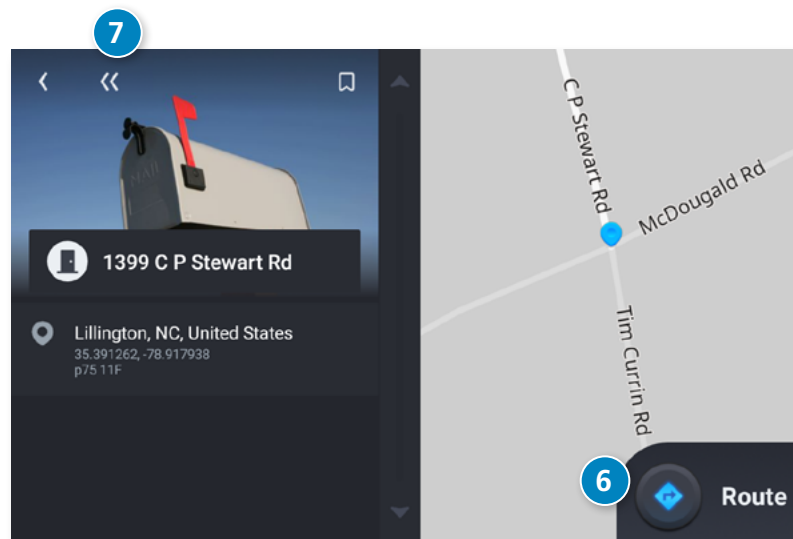 7
MAIL
1399 C P Stewart Rd
Lillington, NC, United States
35.391262, -78.917938
p75 11F
C P Stewart Rd
McDougald Rd
Tim Currin Rd
6
Route